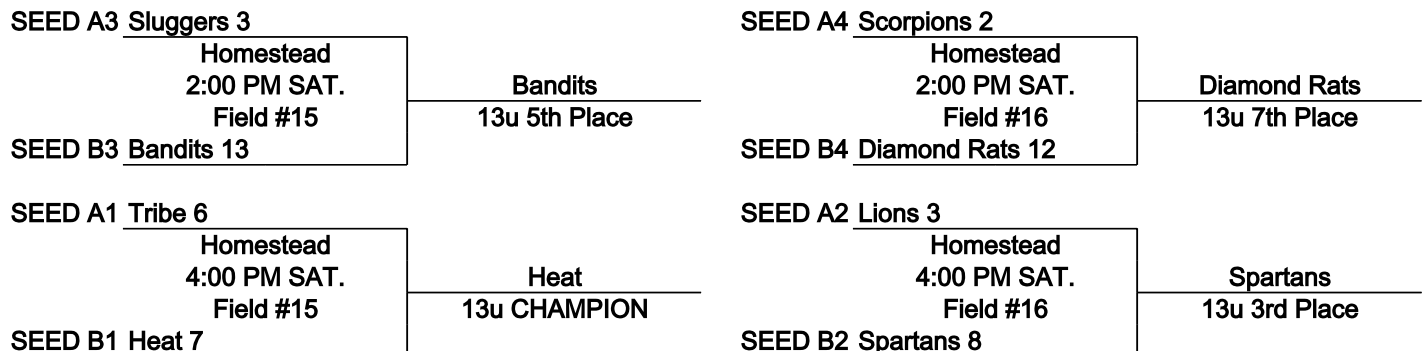 SEED A3 Sluggers 3
Homestead
2:00 PM SAT.
Field #15
SEED B3 Bandits 13
Bandits
13u 5th Place
SEED A4 Scorpions 2
Homestead
2:00 PM SAT.
Field #16
SEED B4 Diamond Rats 12
Diamond Rats
13u 7th Place
SEED A1 Tribe 6
Homestead
4:00 PM SAT.
Field #15
SEED B1 Heat 7
Heat
13u CHAMPION
SEED A2 Lions 3
Homestead
4:00 PM SAT.
Field #16
SEED B2 Spartans 8
Spartans
13u 3rd Place